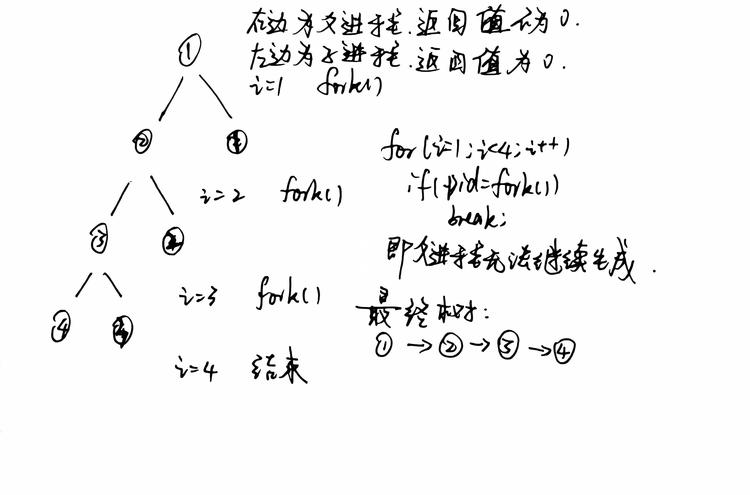 右边为父进程.返回值不为0.
左边为子进程.返回值为0.
i=1 fork()
①
② ①
i=2 fork()
③ ②
i=3 fork()
④ ③
i=4 结束
for(i=1;i<4;i++)
if(pid=fork())
break;
即父进程无法继续生成.
最终树:
①→②→③→④